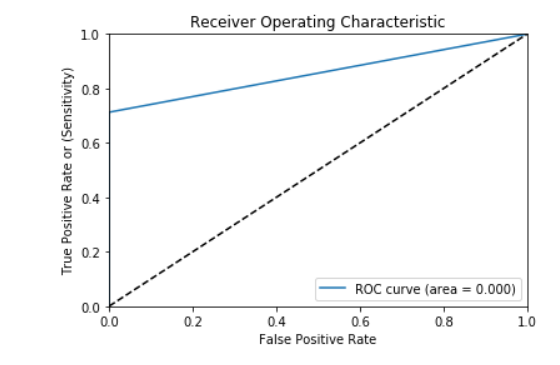 Receiver Operating Characteristic
True Positive Rate or (Sensitivity)
1.0
0.8
0.6
0.4
0.2
0.0
ROC curve (area = 0.000)
0.0 0.2 0.4 0.6 0.8 1.0
False Positive Rate